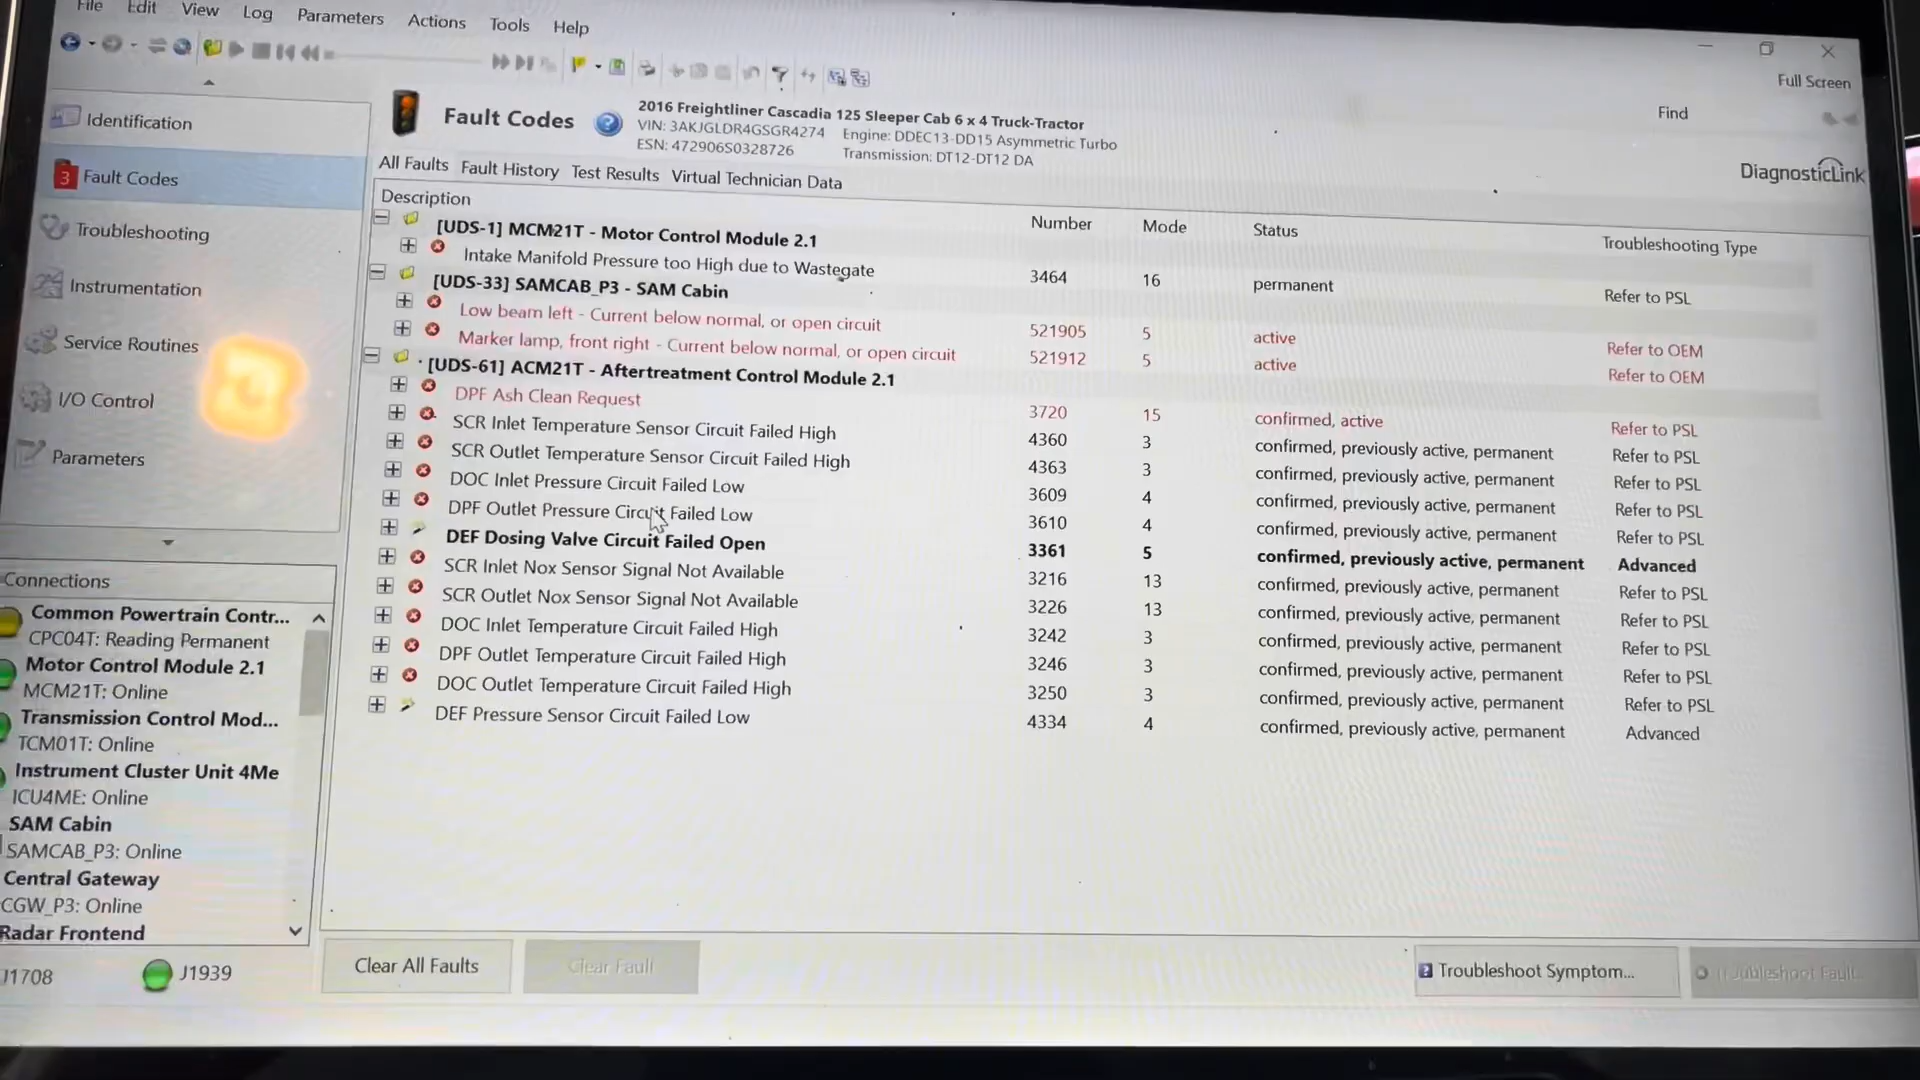 File Edit View Log Parameters Actions Tools Help
Full Screen
Identification
3 Fault Codes
Troubleshooting
Instrumentation
Service Routines
I/O Control
Parameters
Fault Codes
2016 Freightliner Cascadia 125 Sleeper Cab 6 x 4 Truck-Tractor
VIN: 3AKJGLDR4GSGR4274 Engine: DDEC13-DD15 Asymmetric Turbo
ESN: 472906S0328726 Transmission: DT12-DT12 DA
Find
DiagnosticLink
All Faults Fault History Test Results Virtual Technician Data
Description Number Mode Status Troubleshooting Type
[UDS-1] MCM21T - Motor Control Module 2.1
Intake Manifold Pressure too High due to Wastegate 3464 16 permanent Refer to PSL
[UDS-33] SAMCAB_P3 - SAM Cabin
Low beam left - Current below normal, or open circuit 521905 5 active Refer to OEM
Marker lamp, front right - Current below normal, or open circuit 521912 5 active Refer to OEM
[UDS-61] ACM21T - Aftertreatment Control Module 2.1
DPF Ash Clean Request 3720 15 confirmed, active Refer to PSL
SCR Inlet Temperature Sensor Circuit Failed High 4360 3 confirmed, previously active, permanent Refer to PSL
SCR Outlet Temperature Sensor Circuit Failed High 4363 3 confirmed, previously active, permanent Refer to PSL
DOC Inlet Pressure Circuit Failed Low 3609 4 confirmed, previously active, permanent Refer to PSL
DPF Outlet Pressure Circuit Failed Low 3610 4 confirmed, previously active, permanent Refer to PSL
DEF Dosing Valve Circuit Failed Open 3361 5 confirmed, previously active, permanent Advanced
SCR Inlet Nox Sensor Signal Not Available 3216 13 confirmed, previously active, permanent Refer to PSL
SCR Outlet Nox Sensor Signal Not Available 3226 13 confirmed, previously active, permanent Refer to PSL
DOC Inlet Temperature Circuit Failed High 3242 3 confirmed, previously active, permanent Refer to PSL
DPF Outlet Temperature Circuit Failed High 3246 3 confirmed, previously active, permanent Refer to PSL
DOC Outlet Temperature Circuit Failed High 3250 3 confirmed, previously active, permanent Refer to PSL
DEF Pressure Sensor Circuit Failed Low 4334 4 confirmed, previously active, permanent Advanced
Connections
Common Powertrain Contr...
CPC04T: Reading Permanent
Motor Control Module 2.1
MCM21T: Online
Transmission Control Mod...
TCM01T: Online
Instrument Cluster Unit 4Me
ICU4ME: Online
SAM Cabin
SAMCAB_P3: Online
Central Gateway
CGW_P3: Online
Radar Frontend
J1708 J1939
Clear All Faults Clear Fault Troubleshoot Symptom... Troubleshoot Fault...